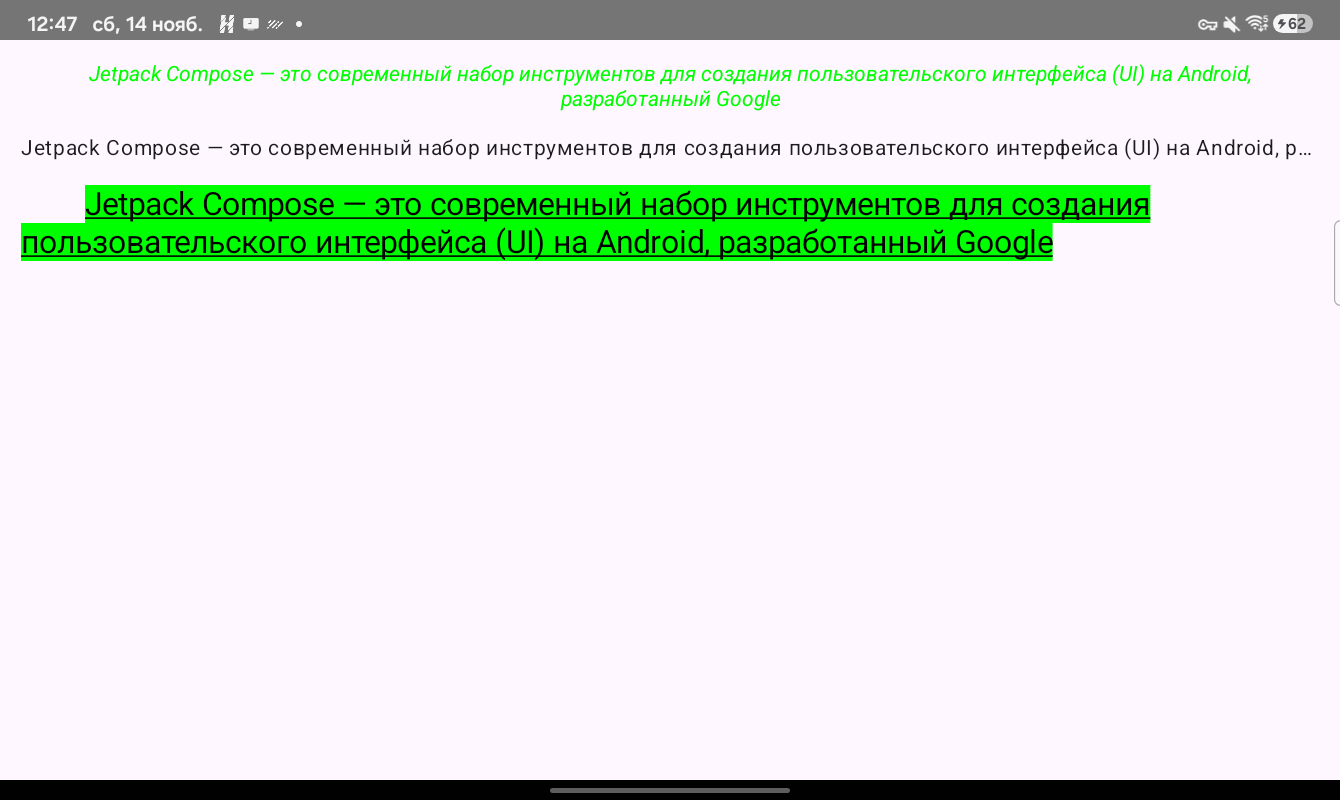 12:47 сб, 14 нояб.
62
Jetpack Compose — это современный набор инструментов для создания пользовательского интерфейса (UI) на Android,
разработанный Google
Jetpack Compose — это современный набор инструментов для создания пользовательского интерфейса (UI) на Android, р…
Jetpack Compose — это современный набор инструментов для создания
пользовательского интерфейса (UI) на Android, разработанный Google